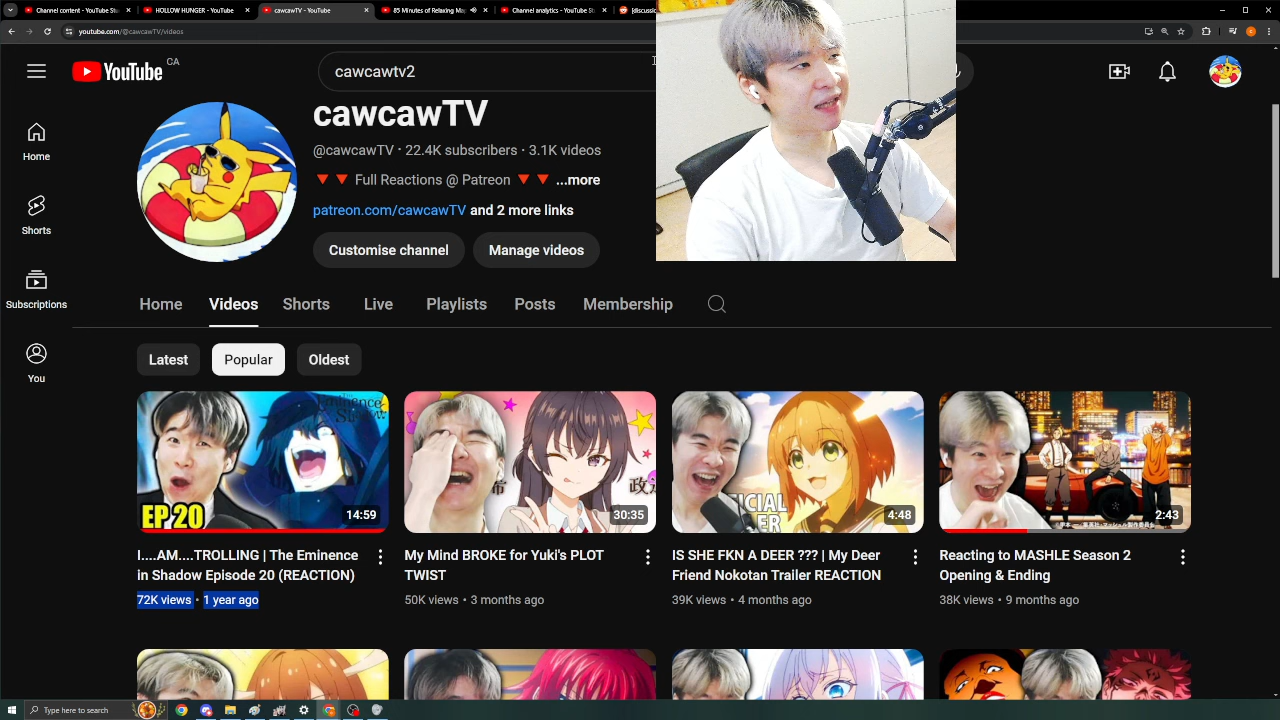 Channel content - YouTube Stu
HOLLOW HUNGER - YouTube
cawcawTV - YouTube
85 Minutes of Relaxing Ma
Channel analytics - YouTube St
youtube.com/@cawcawTV/videos
YouTube CA
cawcawtv2
cawcawTV
@cawcawTV · 22.4K subscribers · 3.1K videos
🔻 🔻 Full Reactions @ Patreon 🔻 🔻 ...more
patreon.com/cawcawTV and 2 more links
Customise channel
Manage videos
Home
Shorts
Subscriptions
You
Home
Videos
Shorts
Live
Playlists
Posts
Membership
Latest
Popular
Oldest
EP.20
14:59
30:35
4:48
2:43
I....AM....TROLLING | The Eminence
in Shadow Episode 20 (REACTION)
72K views · 1 year ago
My Mind BROKE for Yuki's PLOT
TWIST
50K views • 3 months ago
IS SHE FKN A DEER ??? | My Deer
Friend Nokotan Trailer REACTION
39K views • 4 months ago
Reacting to MASHLE Season 2
Opening & Ending
38K views • 9 months ago
Type here to search